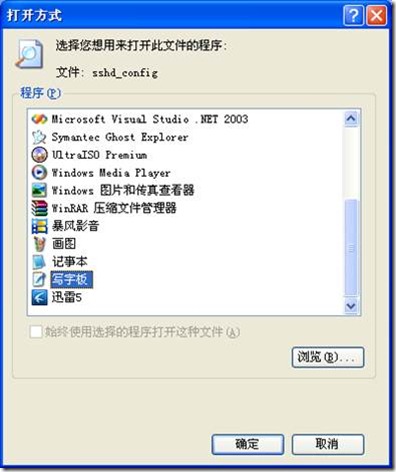 打开方式
选择您想用来打开此文件的程序:
文件: sshd_config
程序(P)
Microsoft Visual Studio .NET 2003
Symantec Ghost Explorer
UltraISO Premium
Windows Media Player
Windows 图片和传真查看器
WinRAR 压缩文件管理器
暴风影音
画图
记事本
写字板
迅雷5
始终使用选择的程序打开这种文件(A)
浏览(B)...
确定
取消